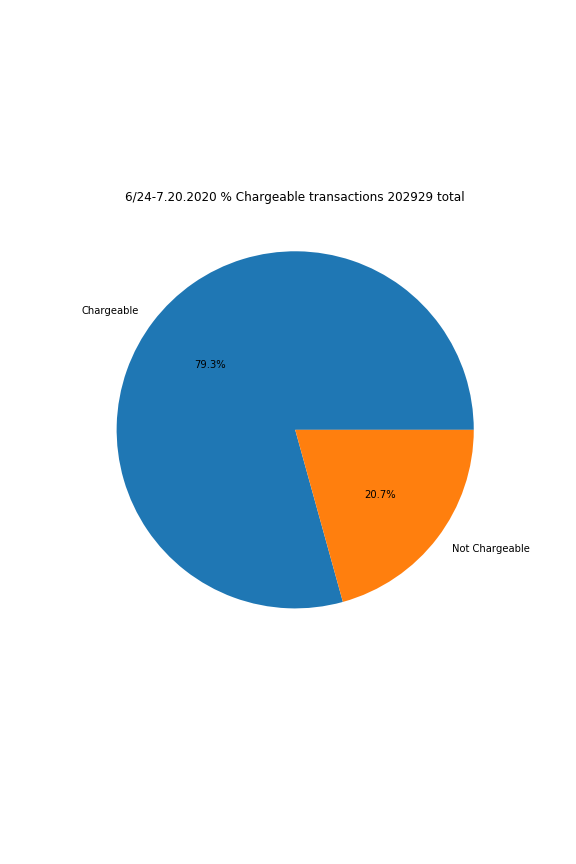 6/24-7.20.2020 % Chargeable transactions 202929 total
Chargeable
79.3%
20.7%
Not Chargeable